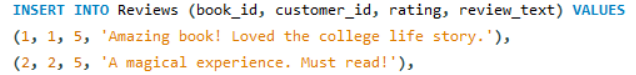 INSERT INTO Reviews (book_id, customer_id, rating, review_text) VALUES
(1, 1, 5, 'Amazing book! Loved the college life story.'),
(2, 2, 5, 'A magical experience. Must read!'),